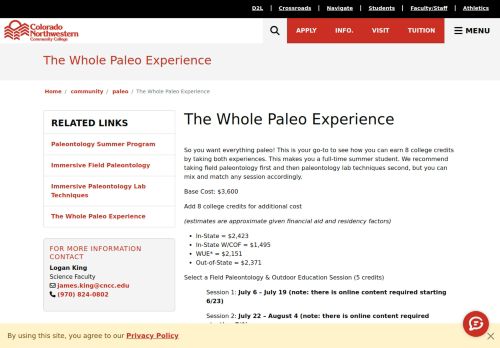 D2L | Crossroads | Navigate | Students | Faculty/Staff | Athletics
Colorado
Northwestern
Community College
APPLY INFO. VISIT TUITION MENU
The Whole Paleo Experience
Home / community / paleo / The Whole Paleo Experience
RELATED LINKS
Paleontology Summer Program
Immersive Field Paleontology
Immersive Paleontology Lab
Techniques
The Whole Paleo Experience
FOR MORE INFORMATION
CONTACT
Logan King
Science Faculty
james.king@cncc.edu
(970) 824-0802
The Whole Paleo Experience
So you want everything paleo! This is your go-to to see how you can earn 8 college credits
by taking both experiences. This makes you a full-time summer student. We recommend
taking field paleontology first and then paleontology lab techniques second, but you can
mix and match any session accordingly.
Base Cost: $3,600
Add 8 college credits for additional cost
(estimates are approximate given financial aid and residency factors)
In-State = $2,423
In-State W/COF = $1,495
WUE* = $2,151
Out-of-State = $2,371
Select a Field Paleontology & Outdoor Education Session (5 credits)
Session 1: July 6 – July 19 (note: there is online content required starting
6/23)
Session 2: July 22 – August 4 (note: there is online content required
By using this site, you agree to our Privacy Policy
x